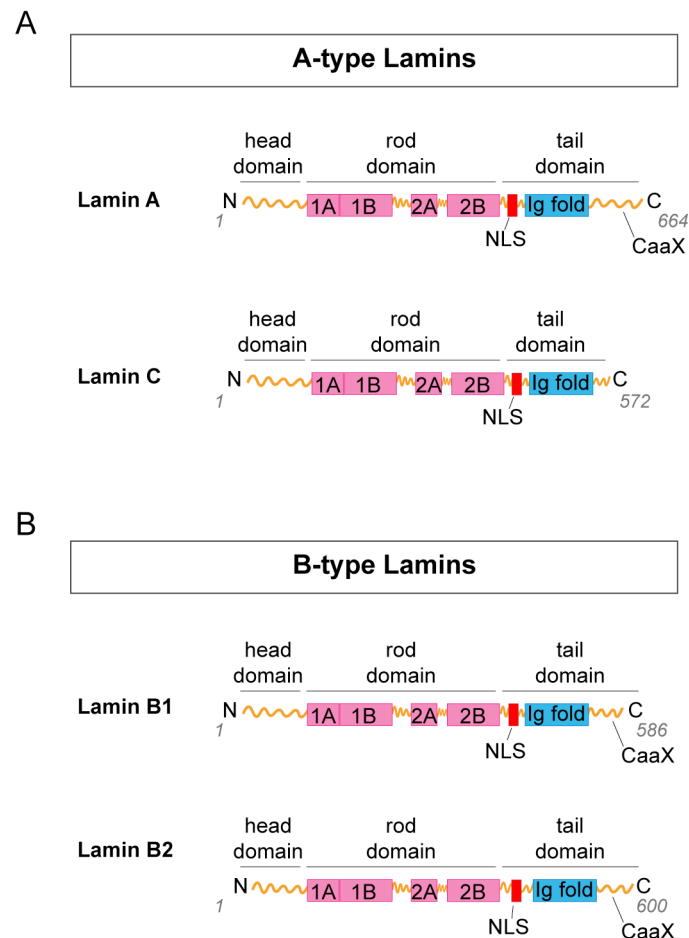 A
A-type Lamins
head rod tail
domain domain domain
Lamin A N 1A 1B 2A 2B Ig fold C
1 664
NLS CaaX
head rod tail
domain domain domain
Lamin C N 1A 1B 2A 2B Ig fold C
1 572
NLS
B
B-type Lamins
head rod tail
domain domain domain
Lamin B1 N 1A 1B 2A 2B Ig fold C
1 586
NLS CaaX
head rod tail
domain domain domain
Lamin B2 N 1A 1B 2A 2B Ig fold C
1 600
NLS CaaX